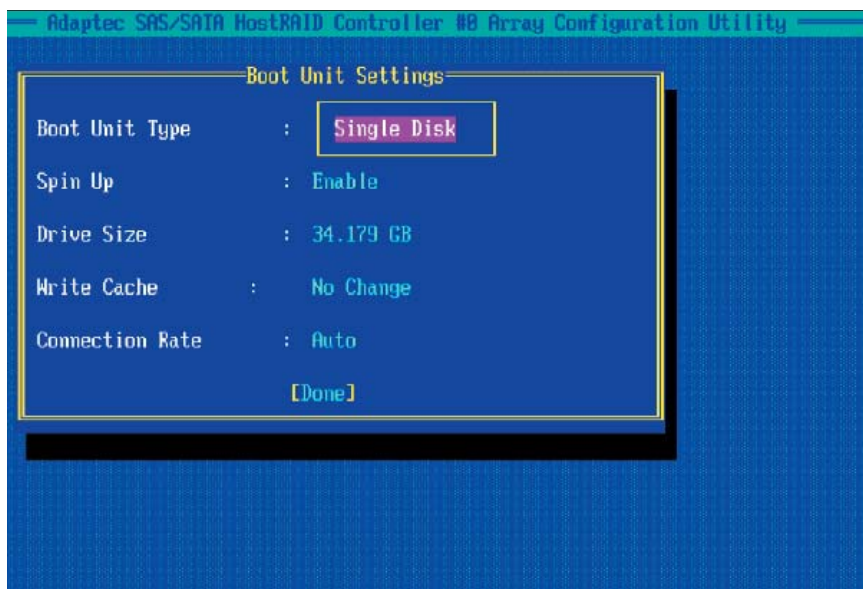 Adaptec SAS/SATA HostRAID Controller #0 Array Configuration Utility
Boot Unit Settings
Boot Unit Type : Single Disk
Spin Up : Enable
Drive Size : 34.179 GB
Write Cache : No Change
Connection Rate : Auto
[Done]